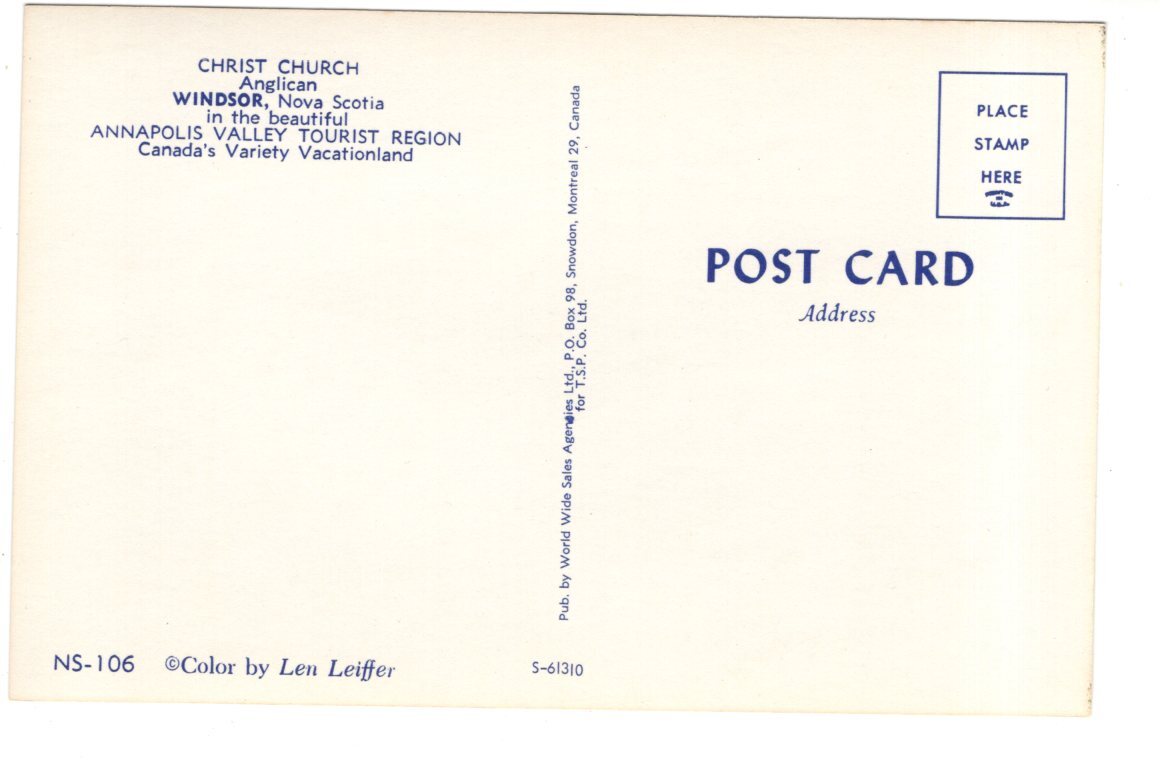 CHRIST CHURCH
Anglican
WINDSOR, Nova Scotia
in the beautiful
ANNAPOLIS VALLEY TOURIST REGION
Canada's Variety Vacationland
Pub. by World Wide Sales Agencies Ltd., P.O. Box 98, Snowdon, Montreal 29, Canada
for T.S.P. Co. Ltd.
PLACE
STAMP
HERE
POST CARD
Address
NS-106 ©Color by Len Leiffer
S-61310